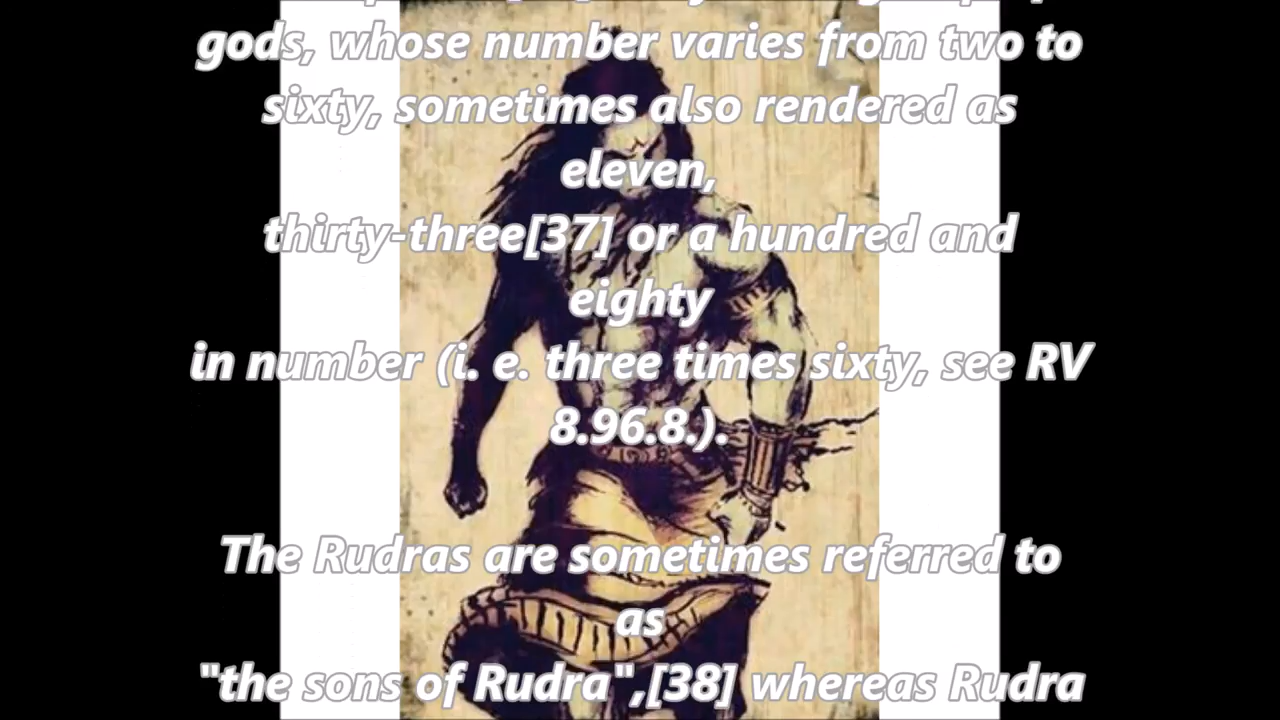 gods, whose number varies from two to
sixty, sometimes also rendered as
eleven,
thirty-three[37] or a hundred and
eighty
in number (i. e. three times sixty, see RV
8.96.8.).
The Rudras are sometimes referred to
as
"the sons of Rudra",[38] whereas Rudra